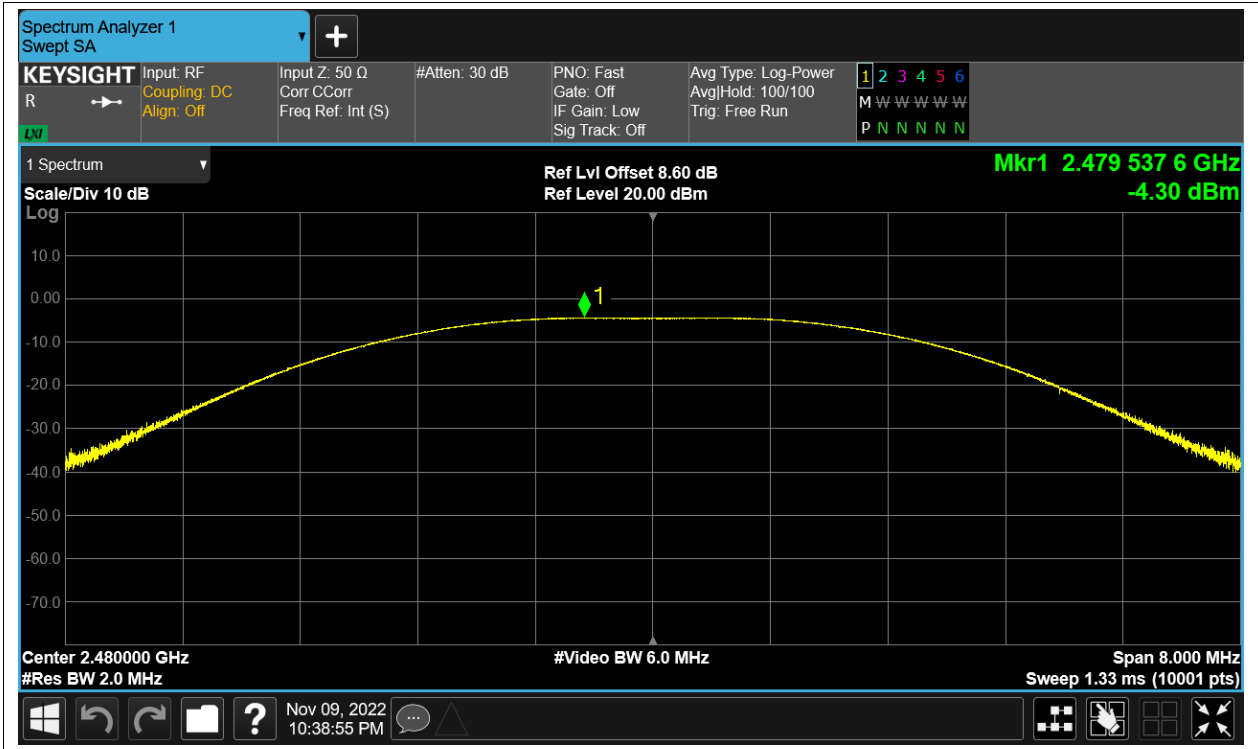 Spectrum Analyzer 1
Swept SA
KEYSIGHT
R
LXI
Input: RF
Coupling: DC
Align: Off
Input Z: 50 Ω
Corr CCorr
Freq Ref: Int (S)
#Atten: 30 dB
PNO: Fast
Gate: Off
IF Gain: Low
Sig Track: Off
Avg Type: Log-Power
Avg|Hold: 100/100
Trig: Free Run
1 2 3 4 5 6
M W W W W W
P N N N N N
1 Spectrum
Scale/Div 10 dB
Log
Ref Lvl Offset 8.60 dB
Ref Level 20.00 dBm
Mkr1 2.479 537 6 GHz
-4.30 dBm
10.0
0.00
1
-10.0
-20.0
-30.0
-40.0
-50.0
-60.0
-70.0
Center 2.480000 GHz
#Video BW 6.0 MHz
Span 8.000 MHz
#Res BW 2.0 MHz
Sweep 1.33 ms (10001 pts)
?
Nov 09, 2022
10:38:55 PM